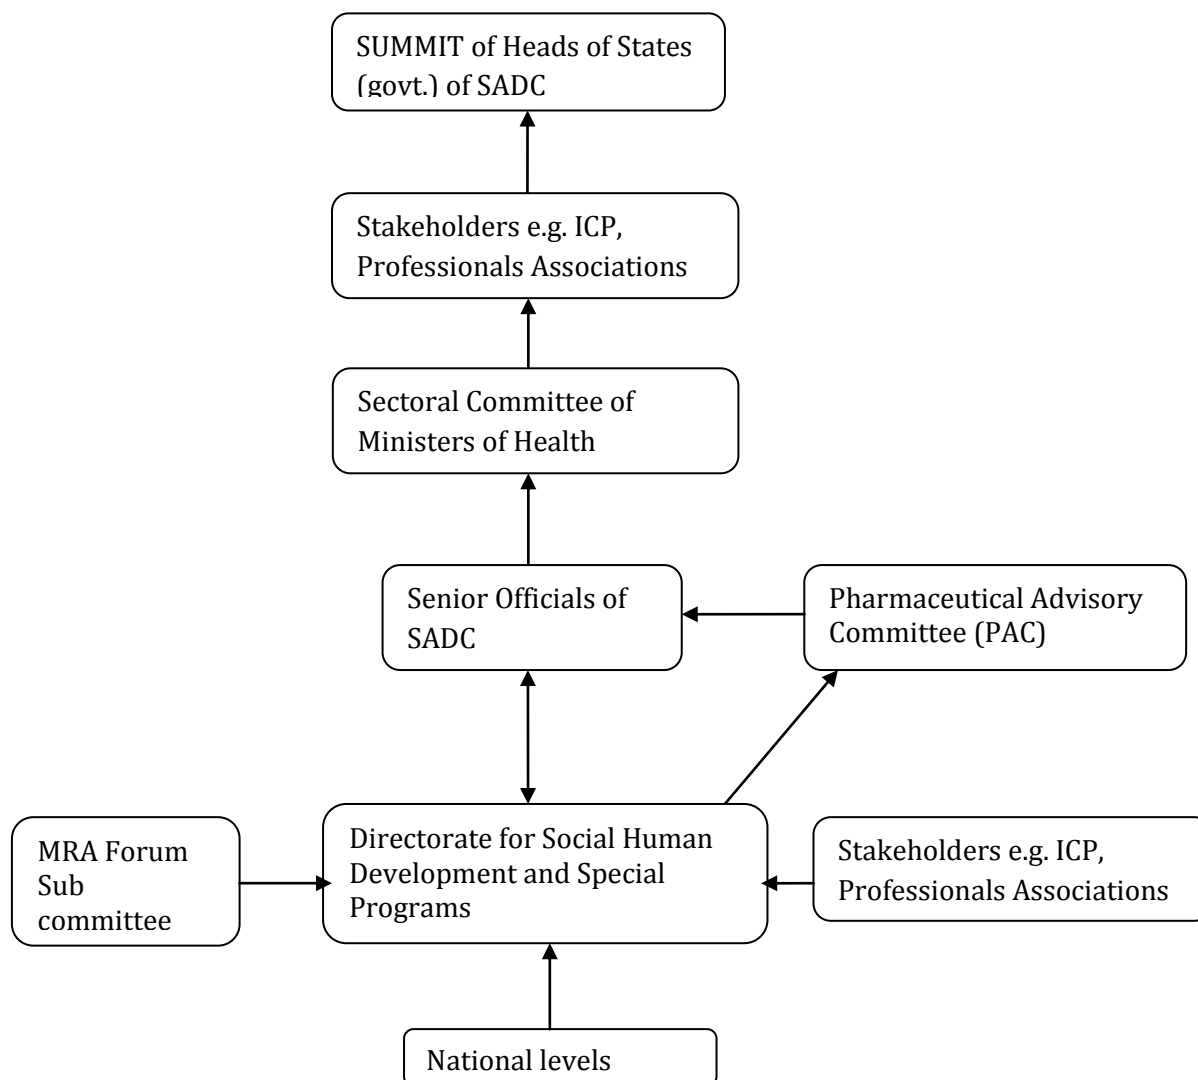 SUMMIT of Heads of States
(govt.) of SADC
Stakeholders e.g. ICP,
Professionals Associations
Sectoral Committee of
Ministers of Health
Senior Officials of
SADC
Pharmaceutical Advisory
Committee (PAC)
MRA Forum
Sub
committee
Directorate for Social Human
Development and Special
Programs
Stakeholders e.g. ICP,
Professionals Associations
National levels